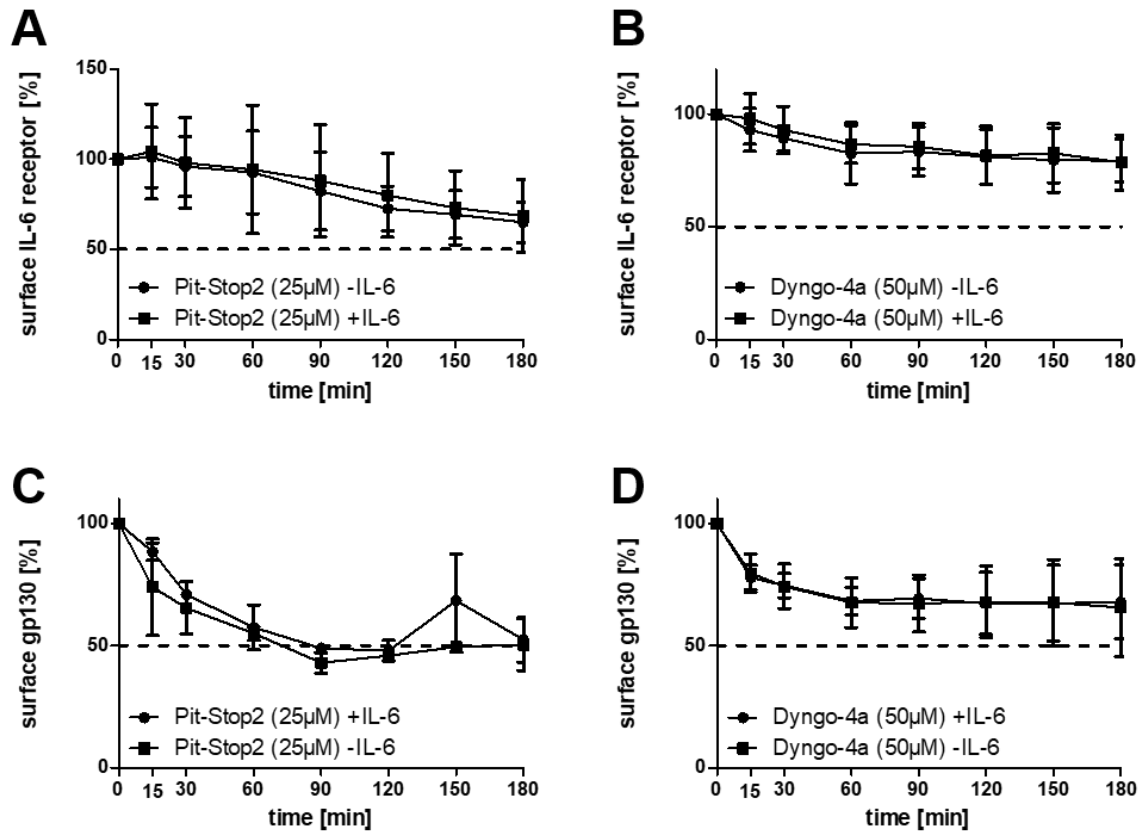 A
surface IL-6 receptor [%]
150
100
50
0
Pit-Stop2 (25µM) -IL-6
Pit-Stop2 (25µM) +IL-6
0 15 30 60 90 120 150 180
time [min]
B
surface IL-6 receptor [%]
100
50
0
Dyngo-4a (50µM) -IL-6
Dyngo-4a (50µM) +IL-6
0 15 30 60 90 120 150 180
time [min]
C
surface gp130 [%]
100
50
0
Pit-Stop2 (25µM) +IL-6
Pit-Stop2 (25µM) -IL-6
0 15 30 60 90 120 150 180
time [min]
D
surface gp130 [%]
100
50
0
Dyngo-4a (50µM) +IL-6
Dyngo-4a (50µM) -IL-6
0 15 30 60 90 120 150 180
time [min]